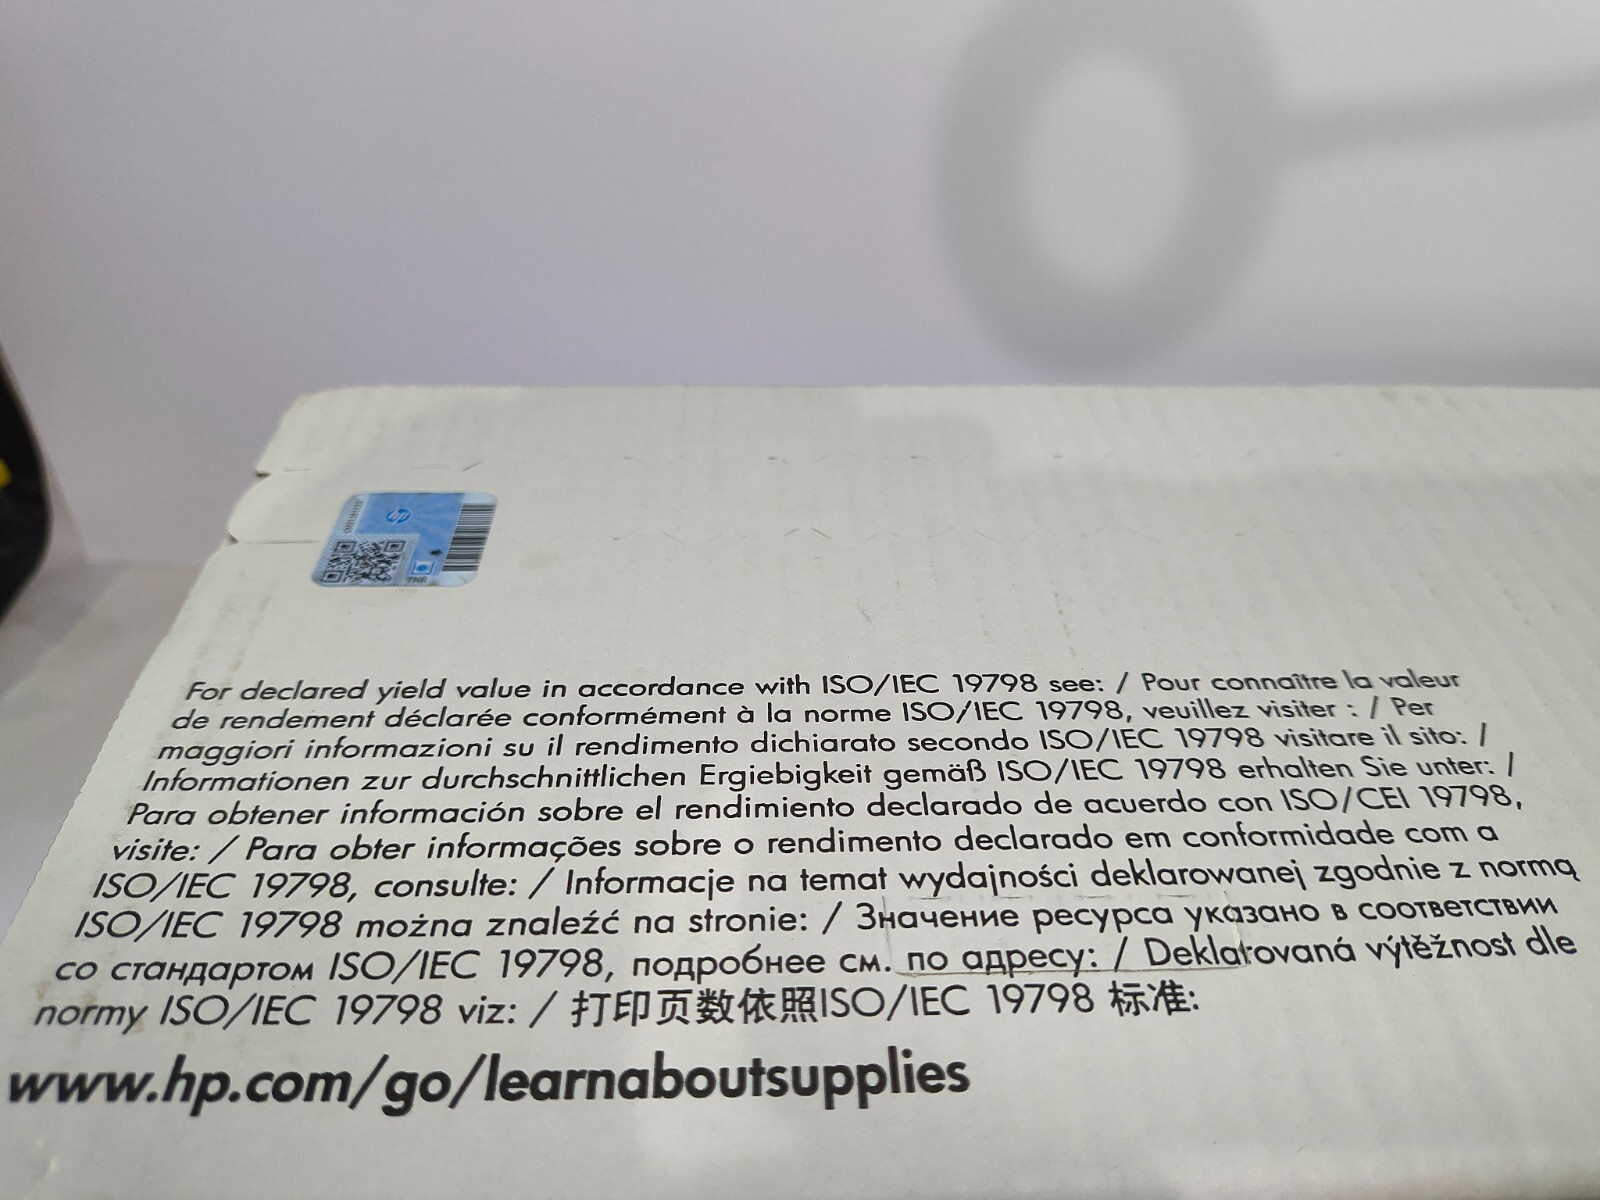 hp
For declared yield value in accordance with ISO/IEC 19798 see: / Pour connaître la valeur
de rendement déclarée conformément à la norme ISO/IEC 19798, veuillez visiter : / Per
maggiori informazioni su il rendimento dichiarato secondo ISO/IEC 19798 visitare il sito: /
Informationen zur durchschnittlichen Ergiebigkeit gemäß ISO/IEC 19798 erhalten Sie unter: /
Para obtener información sobre el rendimiento declarado de acuerdo con ISO/CEI 19798,
visite: / Para obter informações sobre o rendimento declarado em conformidade com a
ISO/IEC 19798, consulte: / Informacje na temat wydajności deklarowanej zgodnie z normą
ISO/IEC 19798 można znaleźć na stronie: / Значение ресурса указано в соответствии
со стандартом ISO/IEC 19798, подробнее см. по адресу: / Deklarovaná výtěžnost dle
normy ISO/IEC 19798 viz: / 打印页数依照ISO/IEC 19798 标准:
www.hp.com/go/learnaboutsupplies